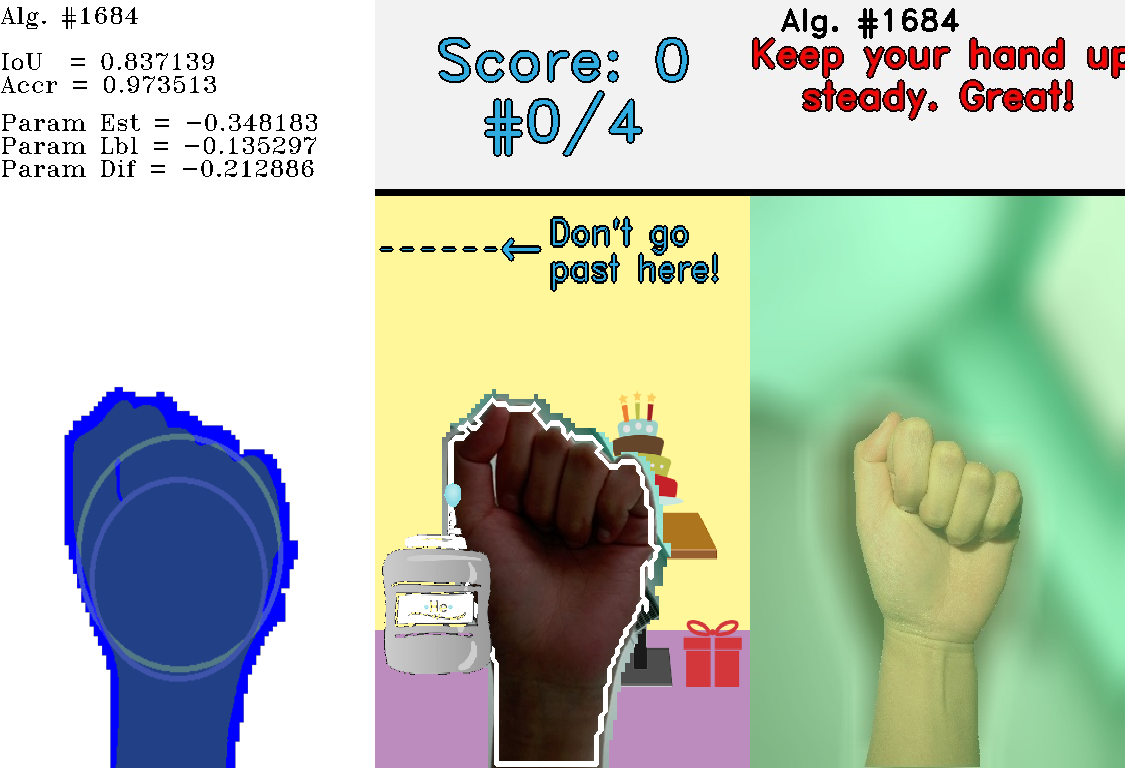 Alg. #1684
IoU = 0.837139
Accr = 0.973513
Param Est = −0.348183
Param Lbl = −0.135297
Param Dif = −0.212886
Score: 0
#0/4
Alg. #1684
Keep your hand up
steady. Great!
Don't go
past here!